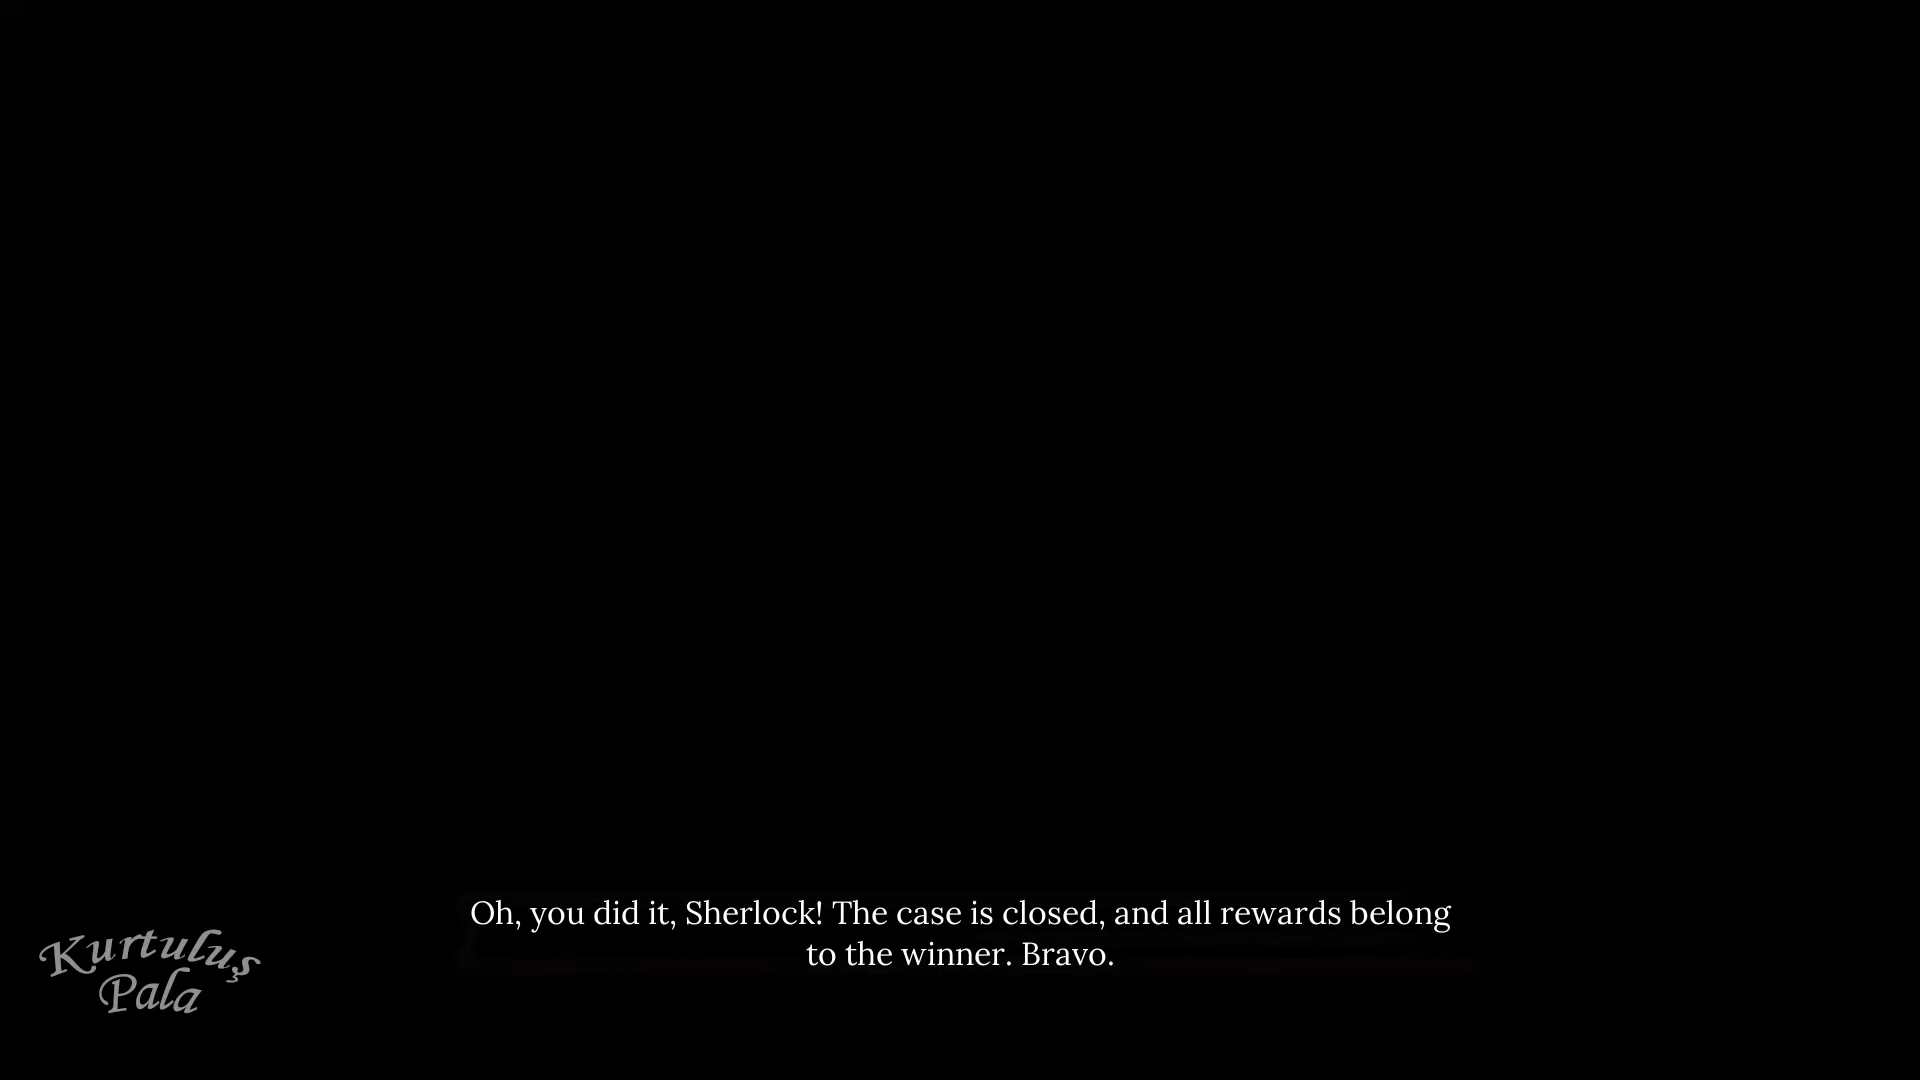 Oh, you did it, Sherlock! The case is closed, and all rewards belong
to the winner. Bravo.
Kurtuluş
Pala